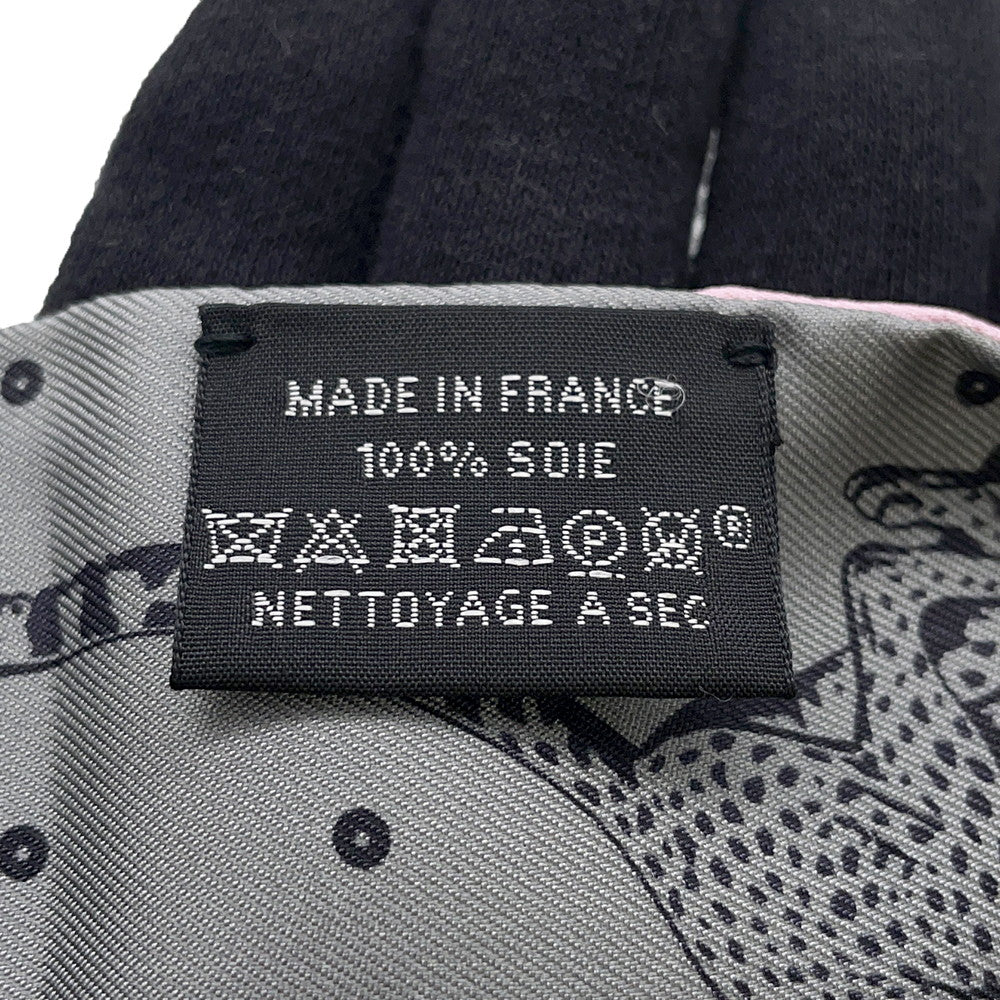 MADE IN FRANCE
100% SOIE
P W ®
NETTOYAGE A SEC